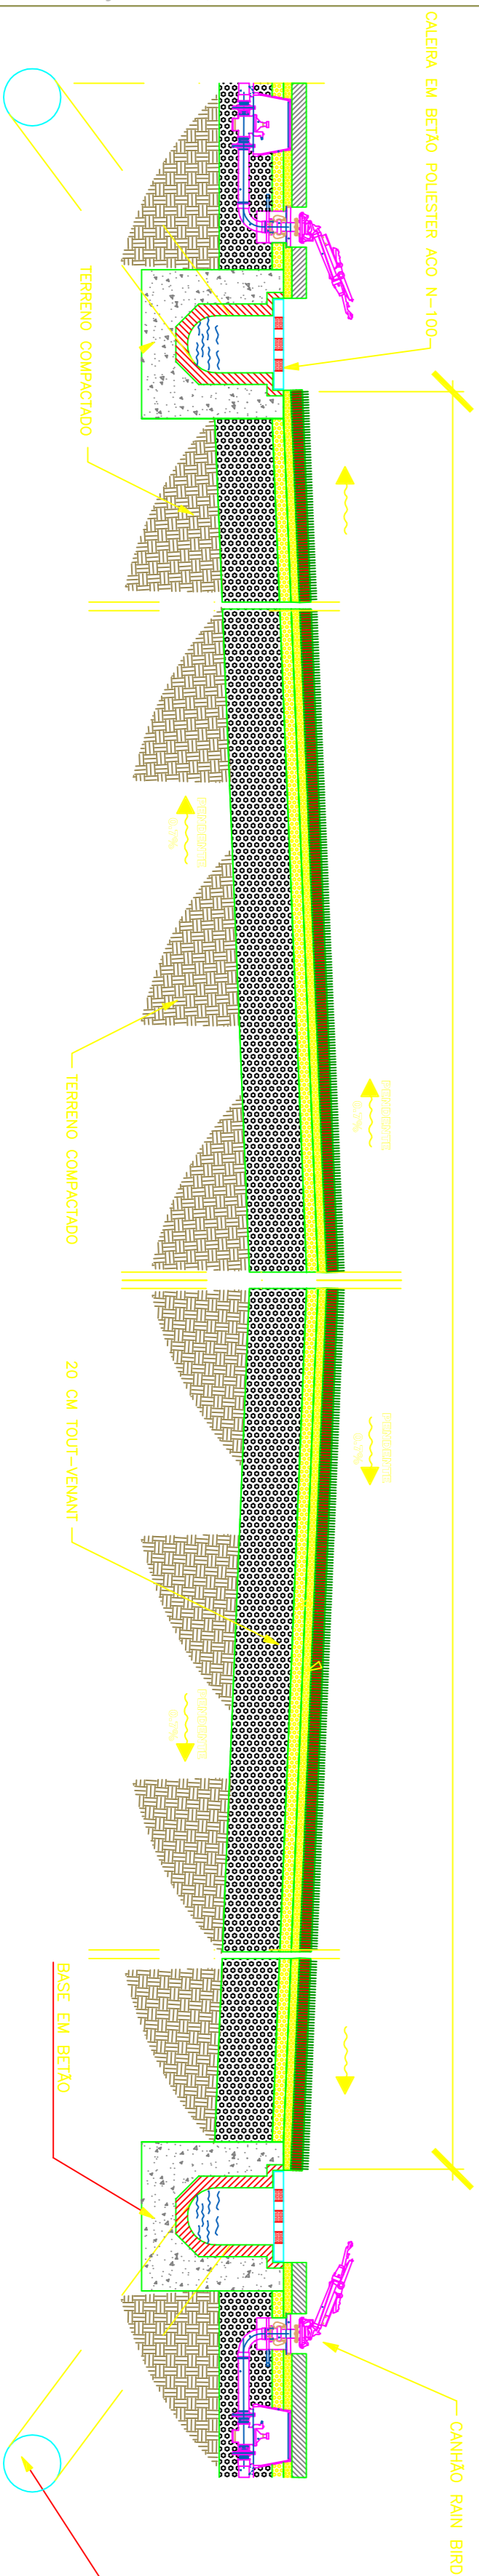 CALEIRA EM BETÃO POLIESTER ACO N-100
TERRENO COMPACTADO
TERRENO COMPACTADO
20 CM TOUT-VENANT
BASE EM BETÃO
CANHÃO RAIN BIRD